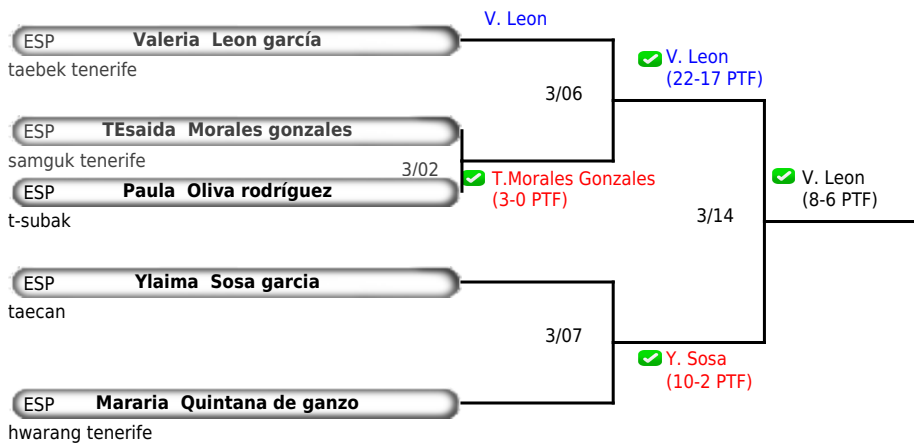 V. Leon
ESP Valeria Leon garcía
taebek tenerife
V. Leon
(22-17 PTF)
3/06
ESP TEsaida Morales gonzales
samguk tenerife
3/02
T.Morales Gonzales
(3-0 PTF)
V. Leon
(8-6 PTF)
ESP Paula Oliva rodríguez
t-subak
3/14
ESP Ylaima Sosa garcia
taecan
3/07
Y. Sosa
(10-2 PTF)
ESP Mararia Quintana de ganzo
hwarang tenerife